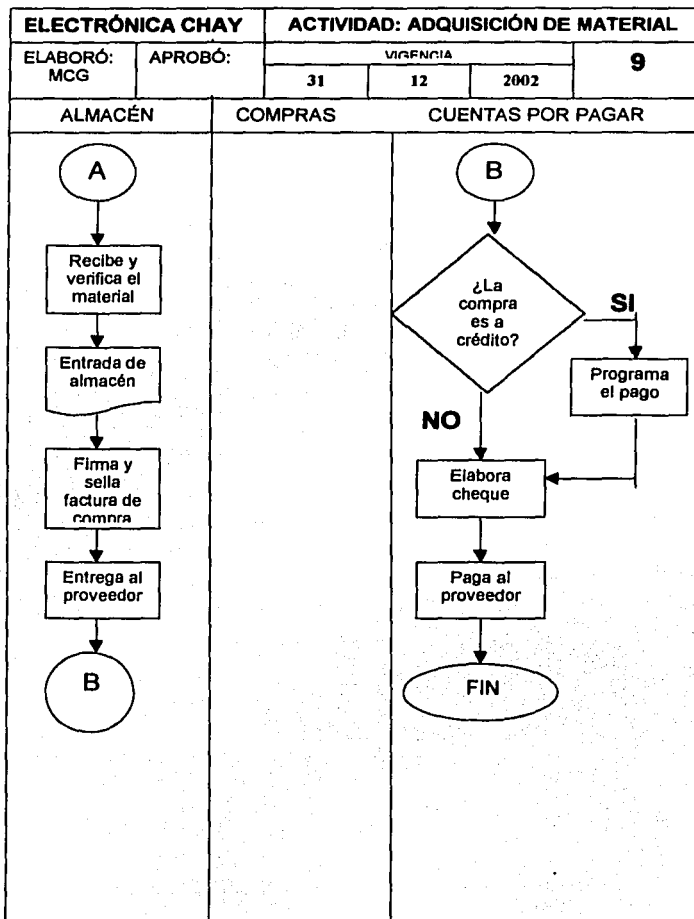 ELECTRÓNICA CHAY
ACTIVIDAD: ADQUISICIÓN DE MATERIAL
ELABORÓ:
MCG
APROBÓ:
VIGENCIA
31
12
2002
9
ALMACÉN
COMPRAS
CUENTAS POR PAGAR
A
Recibe y
verifica el
material
Entrada de
almacén
Firma y
sella
factura de
compra
Entrega al
proveedor
B
B
¿La
compra
es a
crédito?
SI
Programa
el pago
NO
Elabora
cheque
Paga al
proveedor
FIN